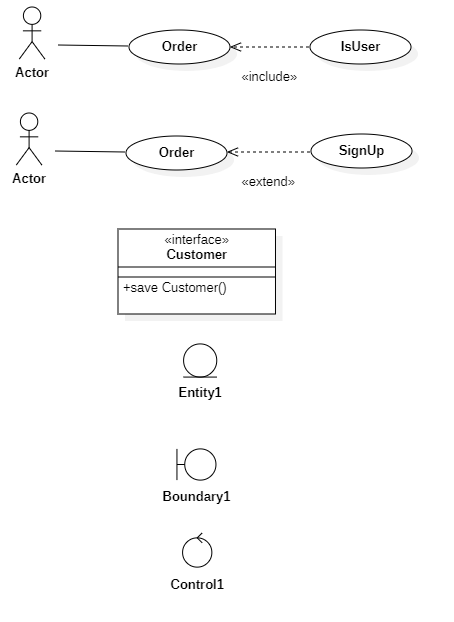 Actor
Order
IsUser
«include»
Actor
Order
SignUp
«extend»
«interface»
Customer
+save Customer()
Entity1
Boundary1
Control1